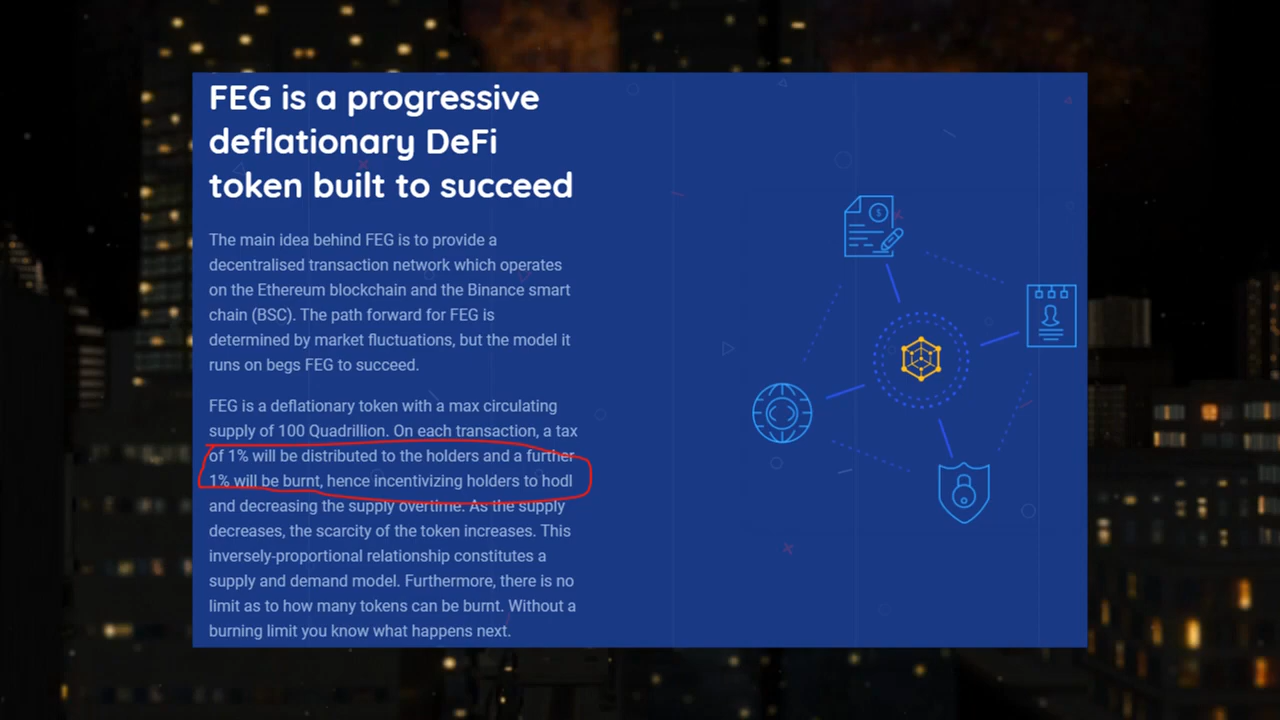 FEG is a progressive
deflationary DeFi
token built to succeed
The main idea behind FEG is to provide a
decentralised transaction network which operates
on the Ethereum blockchain and the Binance smart
chain (BSC). The path forward for FEG is
determined by market fluctuations, but the model it
runs on begs FEG to succeed.
FEG is a deflationary token with a max circulating
supply of 100 Quadrillion. On each transaction, a tax
of 1% will be distributed to the holders and a further
1% will be burnt, hence incentivizing holders to hodl
and decreasing the supply overtime. As the supply
decreases, the scarcity of the token increases. This
inversely-proportional relationship constitutes a
supply and demand model. Furthermore, there is no
limit as to how many tokens can be burnt. Without a
burning limit you know what happens next.
$